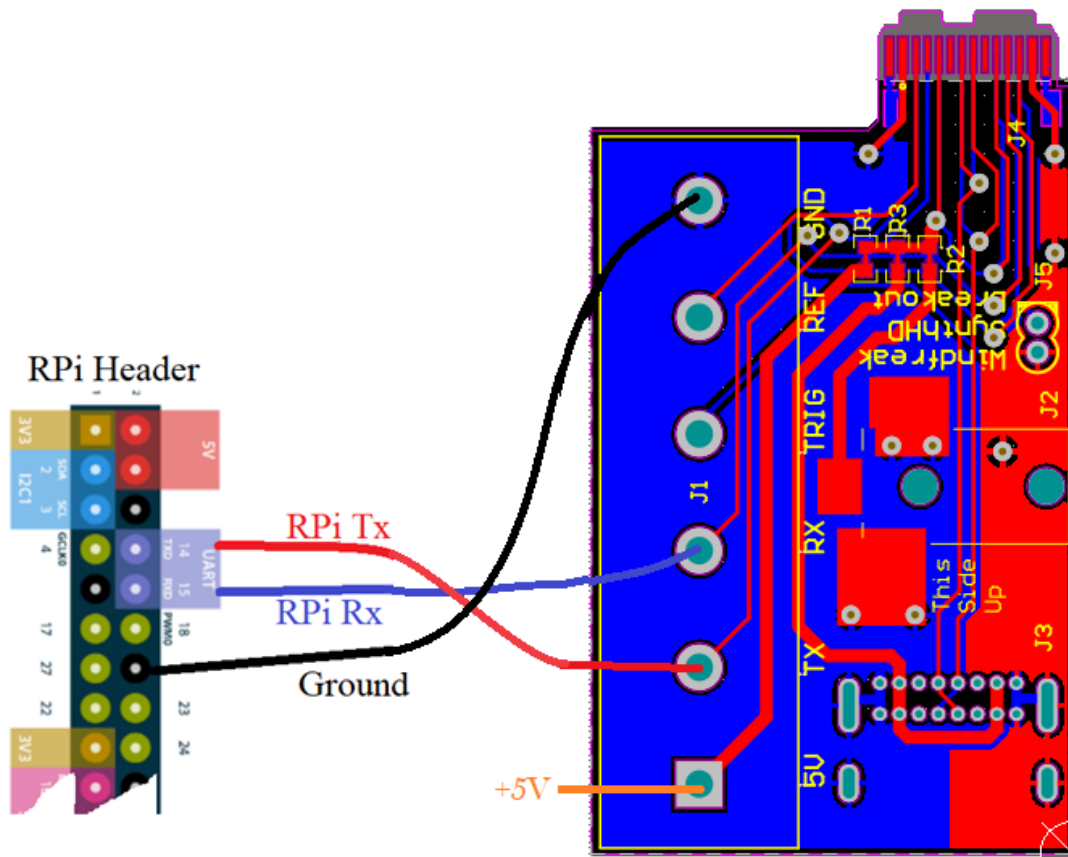 RPi Header
1
2
3V3
5V
SDA
2
I2C1
SCL
3
GCLK0
4
TXD
14
UART
RXD
15
PWM0
17
18
27
22
23
3V3
24
RPi Tx
RPi Rx
Ground
+5V
J1
GND
REF
TRIG
RX
TX
5V
R1
R3
R2
J4
J5
Windfreak
SynthHD
Breakout
J2
This
Side
Up
J3